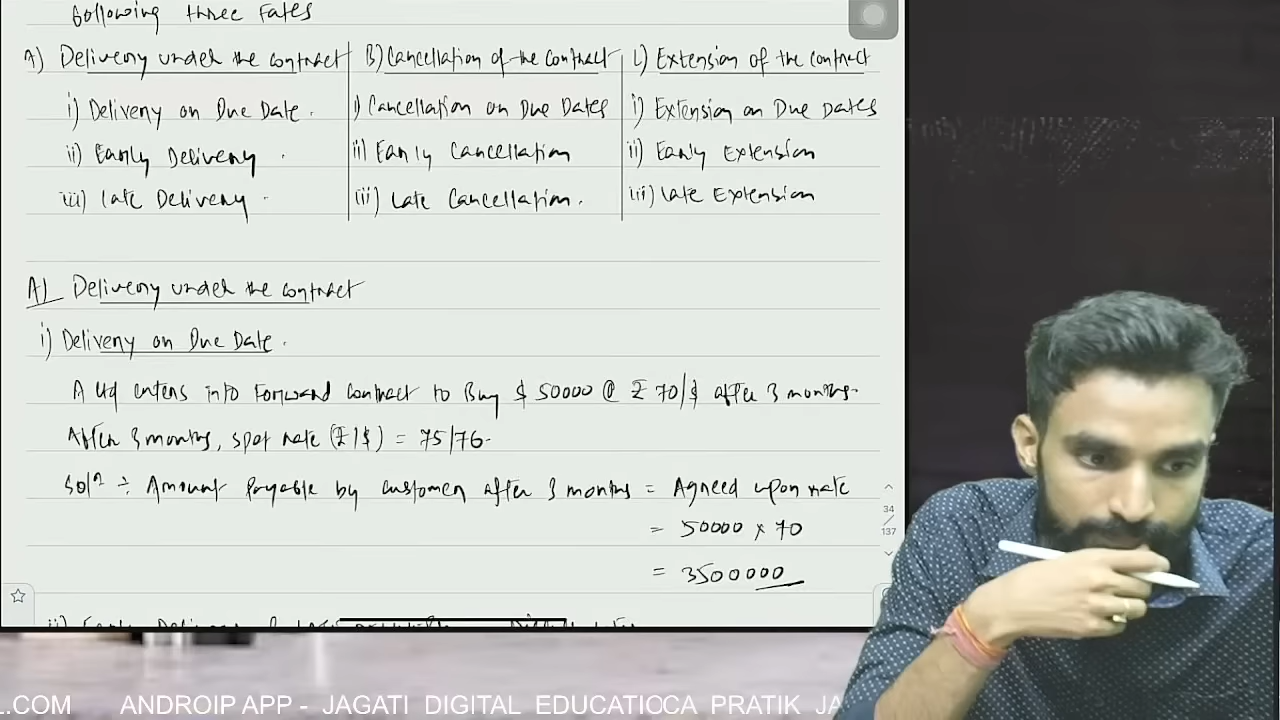 following three fates
A) Delivery under the contract
i) Delivery on Due Date.
ii) Early Delivery.
iii) Late Delivery.
B) Cancellation of the contract
i) Cancellation on Due Dates
ii) Early Cancellation
iii) Late Cancellation.
C) Extension of the contract
i) Extension on Due Dates
ii) Early Extension
iii) Late Extension
A) Delivery under the contract
i) Delivery on Due Date.
A Ltd enters into Forward contract to Buy $ 50000 @ ₹ 70/$ after 3 months.
After 3 months, spot rate (₹/$) = 75/76.
Solⁿ ÷ Amount Payable by customer after 3 months = Agreed upon rate
= 50000 × 70
= 3500000
34
137
L.COM ANDROIP APP - JAGATI DIGITAL EDUCATIOCA PRATIK JA